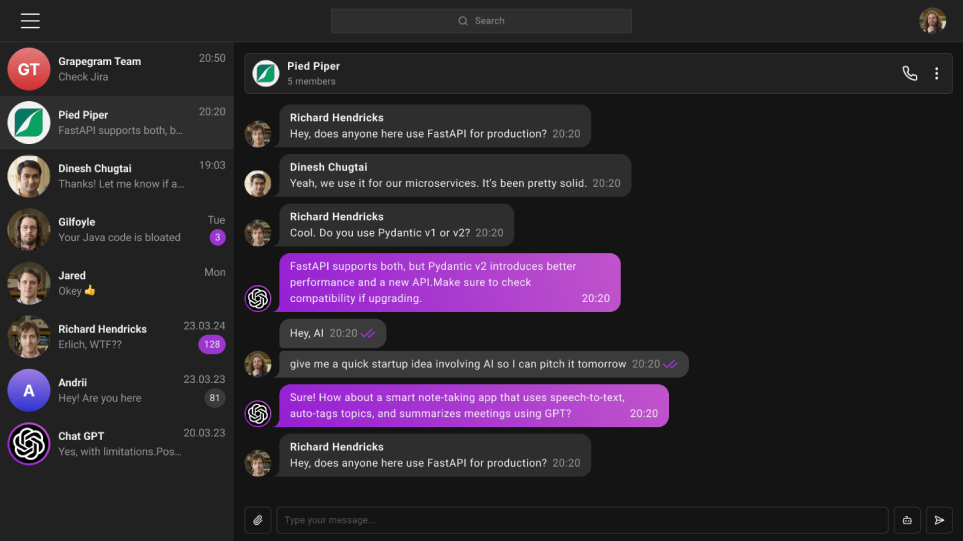 Search
GT
Grapegram Team
20:50
Check Jira
Pied Piper
20:20
FastAPI supports both, b...
Dinesh Chugtai
19:03
Thanks! Let me know if a...
Gilfoyle
Tue
Your Java code is bloated
3
Jared
Mon
Okey 👍
Richard Hendricks
23.03.24
Erlich, WTF??
128
A
Andrii
23.03.23
Hey! Are you here
81
Chat GPT
20.03.23
Yes, with limitations.Pos...
Pied Piper
5 members
Richard Hendricks
Hey, does anyone here use FastAPI for production? 20:20
Dinesh Chugtai
Yeah, we use it for our microservices. It's been pretty solid. 20:20
Richard Hendricks
Cool. Do you use Pydantic v1 or v2? 20:20
FastAPI supports both, but Pydantic v2 introduces better
performance and a new API.Make sure to check
compatibility if upgrading. 20:20
Hey, AI 20:20
give me a quick startup idea involving AI so I can pitch it tomorrow 20:20
Sure! How about a smart note-taking app that uses speech-to-text,
auto-tags topics, and summarizes meetings using GPT? 20:20
Richard Hendricks
Hey, does anyone here use FastAPI for production? 20:20
Type your message...